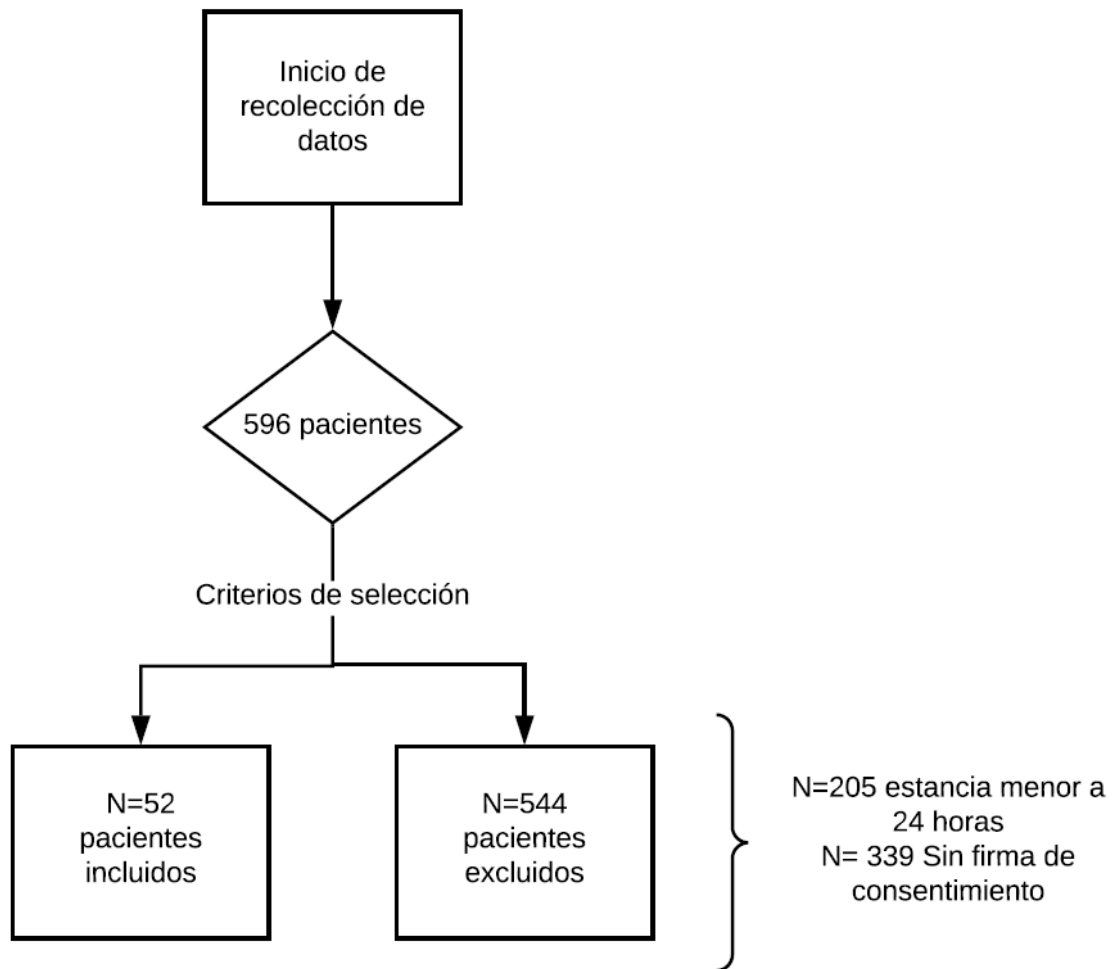 Inicio de
recolección de
datos
596 pacientes
Criterios de selección
N=52
pacientes
incluidos
N=544
pacientes
excluidos
N=205 estancia menor a
24 horas
N= 339 Sin firma de
consentimiento